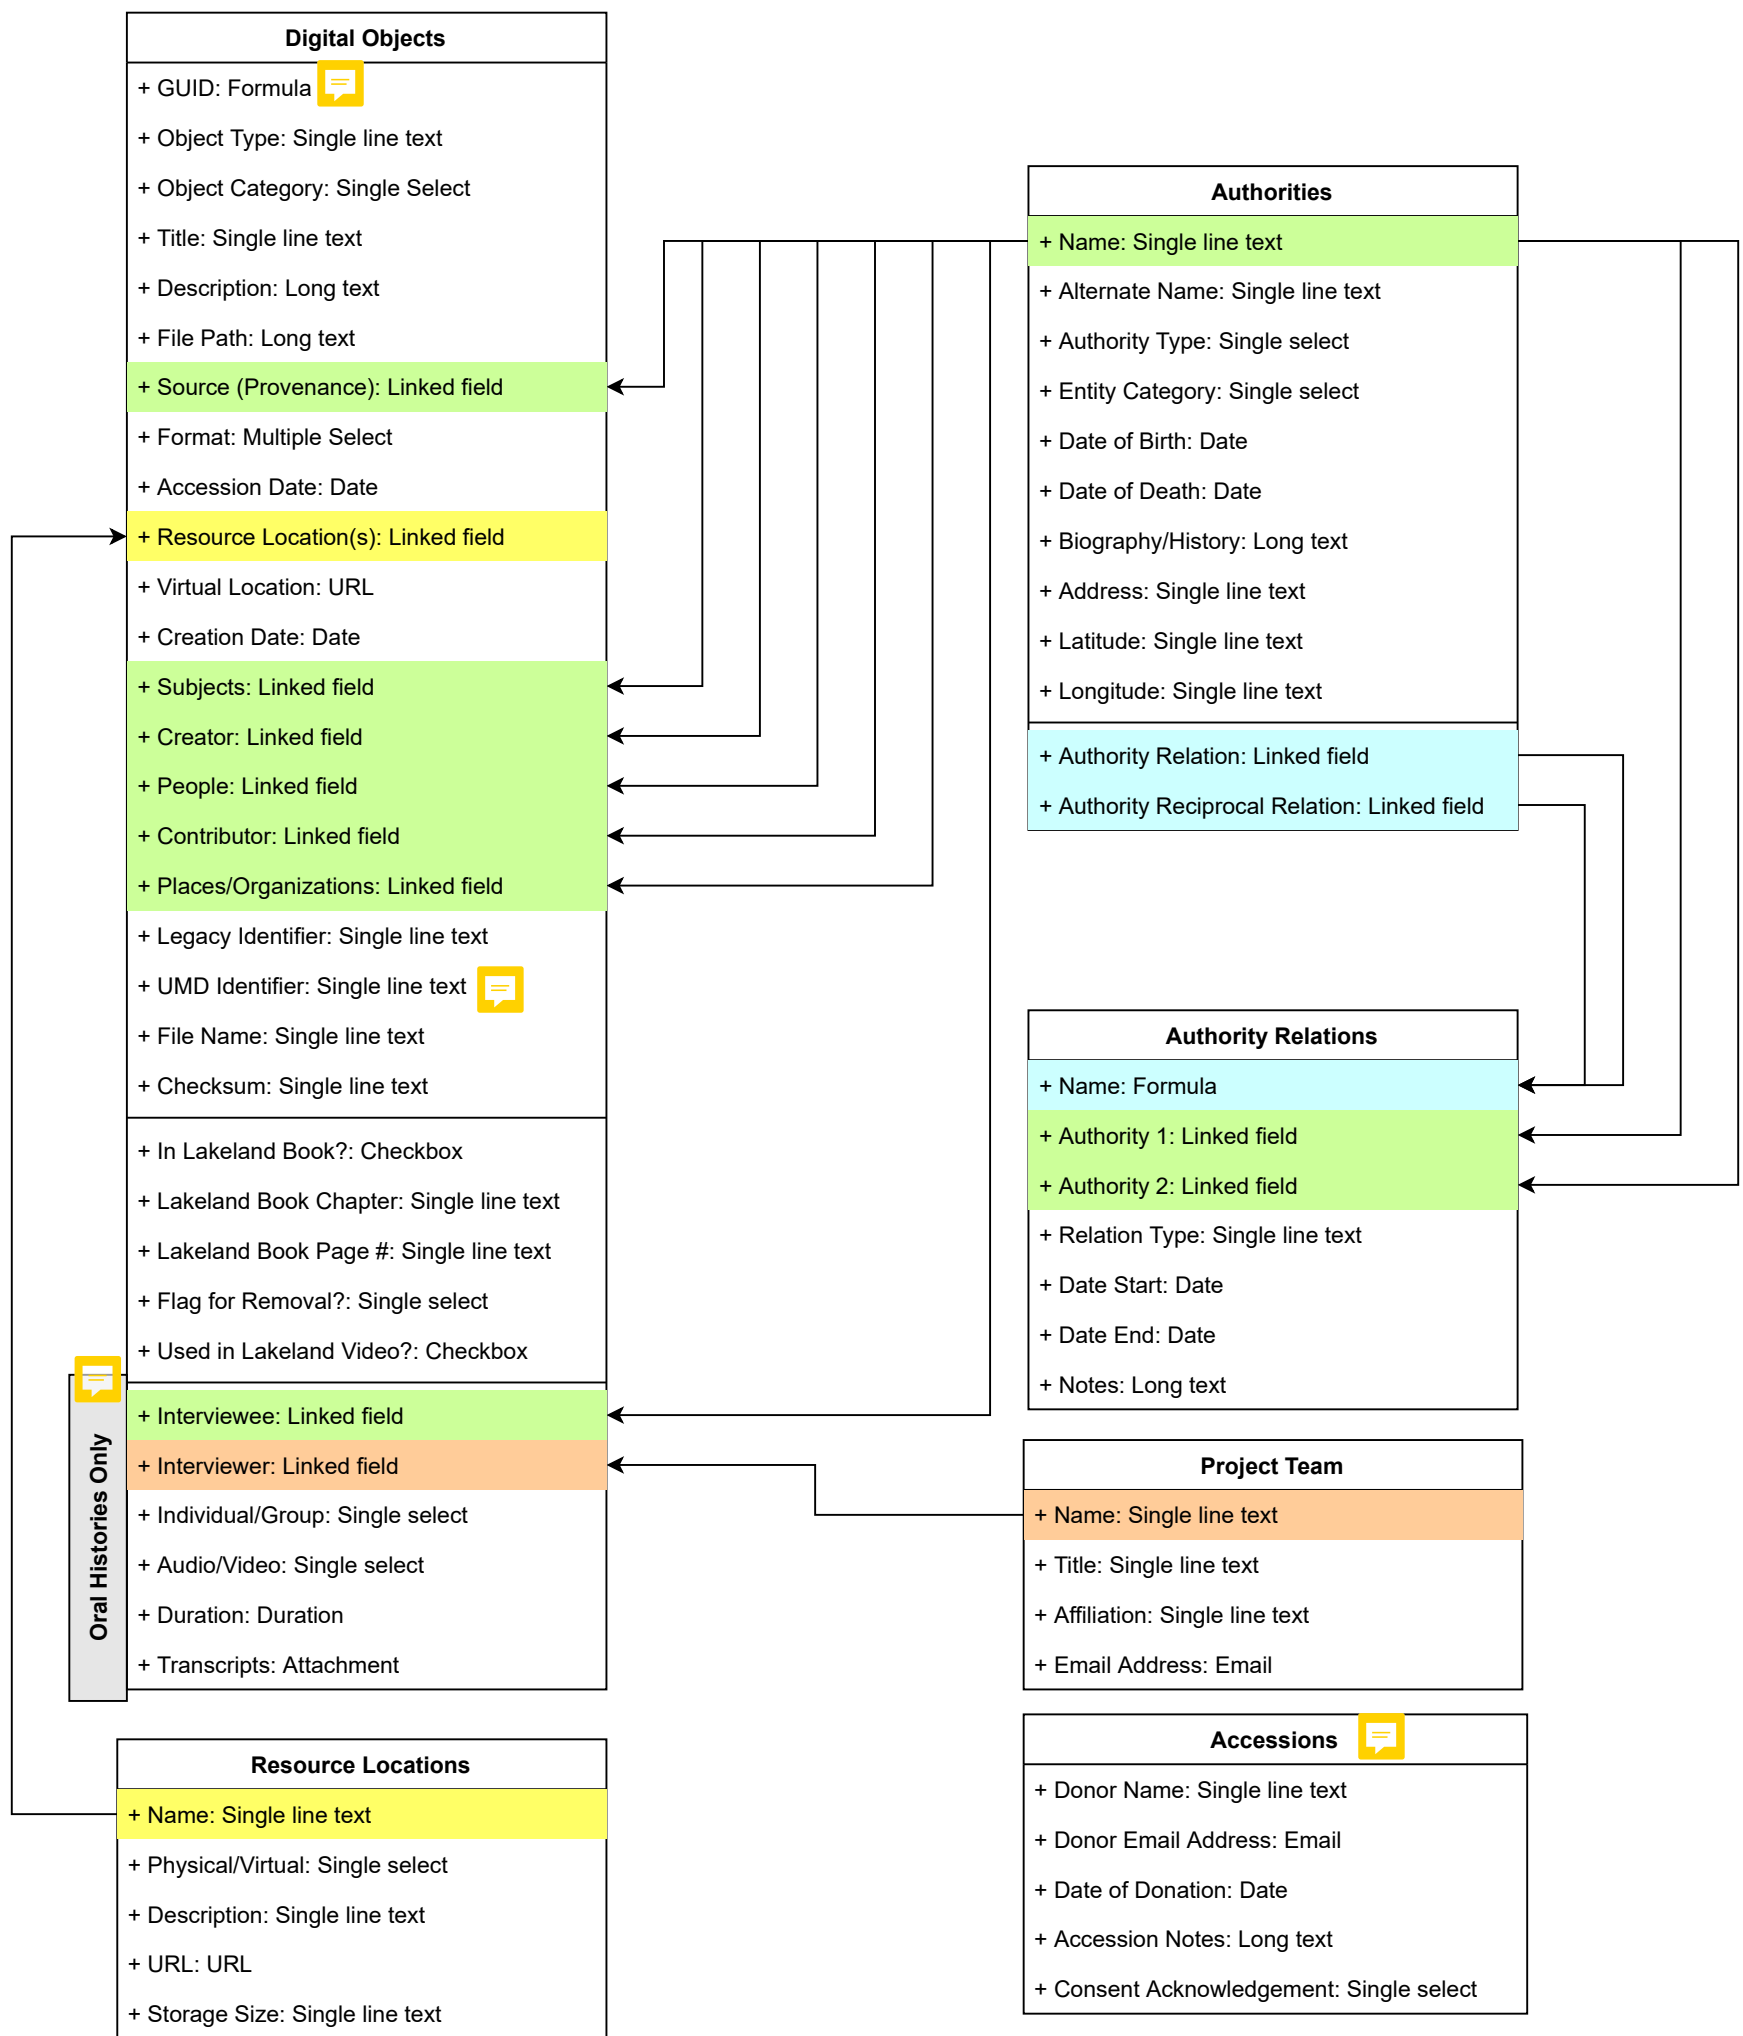 Digital Objects
+ GUID: Formula
+ Object Type: Single line text
+ Object Category: Single Select
+ Title: Single line text
+ Description: Long text
+ File Path: Long text
+ Source (Provenance): Linked field
+ Format: Multiple Select
+ Accession Date: Date
+ Resource Location(s): Linked field
+ Virtual Location: URL
+ Creation Date: Date
+ Subjects: Linked field
+ Creator: Linked field
+ People: Linked field
+ Contributor: Linked field
+ Places/Organizations: Linked field
+ Legacy Identifier: Single line text
+ UMD Identifier: Single line text
+ File Name: Single line text
+ Checksum: Single line text
+ In Lakeland Book?: Checkbox
+ Lakeland Book Chapter: Single line text
+ Lakeland Book Page #: Single line text
+ Flag for Removal?: Single select
+ Used in Lakeland Video?: Checkbox
Oral Histories Only
+ Interviewee: Linked field
+ Interviewer: Linked field
+ Individual/Group: Single select
+ Audio/Video: Single select
+ Duration: Duration
+ Transcripts: Attachment
Resource Locations
+ Name: Single line text
+ Physical/Virtual: Single select
+ Description: Single line text
+ URL: URL
+ Storage Size: Single line text
Authorities
+ Name: Single line text
+ Alternate Name: Single line text
+ Authority Type: Single select
+ Entity Category: Single select
+ Date of Birth: Date
+ Date of Death: Date
+ Biography/History: Long text
+ Address: Single line text
+ Latitude: Single line text
+ Longitude: Single line text
+ Authority Relation: Linked field
+ Authority Reciprocal Relation: Linked field
Authority Relations
+ Name: Formula
+ Authority 1: Linked field
+ Authority 2: Linked field
+ Relation Type: Single line text
+ Date Start: Date
+ Date End: Date
+ Notes: Long text
Project Team
+ Name: Single line text
+ Title: Single line text
+ Affiliation: Single line text
+ Email Address: Email
Accessions
+ Donor Name: Single line text
+ Donor Email Address: Email
+ Date of Donation: Date
+ Accession Notes: Long text
+ Consent Acknowledgement: Single select